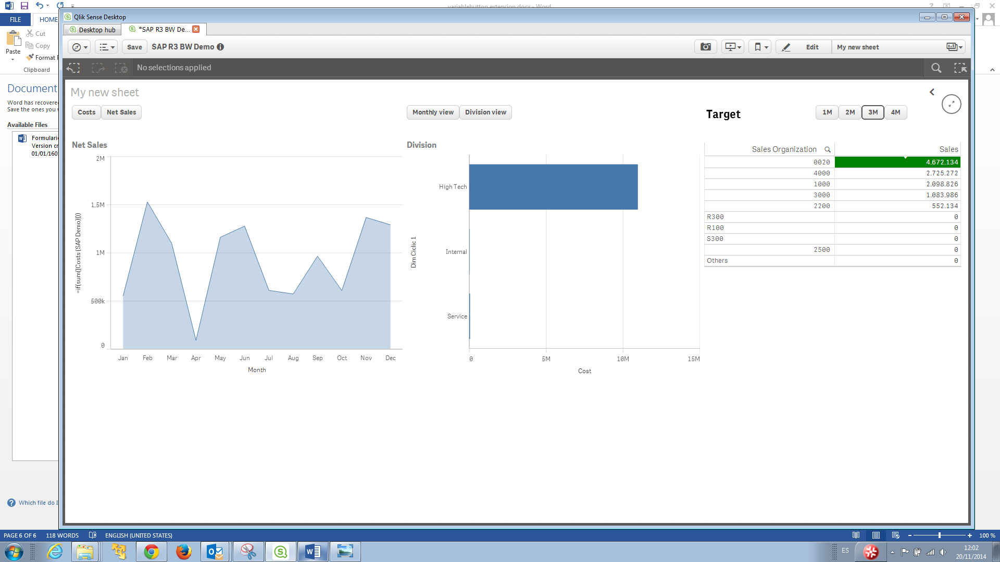 variablebutton extension.docx - Word
FILE
HOME
Cut
Copy
Paste
Format
Clipboard
Document
Word has recovered
Save the ones you
Available Files
Formulari
Version cr
01/01/160
Which file do I
Qlik Sense Desktop
Desktop hub
*SAP R3 BW De...
Save
SAP R3 BW Demo
Edit
My new sheet
No selections applied
My new sheet
Costs
Net Sales
Monthly view
Division view
Target
1M
2M
3M
4M
Net Sales
2M
1,5M
1M
500k
0
=if(sum([Costs (SAP Demo)]))
Jan Feb Mar Apr May Jun Jul Aug Sep Oct Nov Dec
Month
Division
Dim Ciclic 1
High Tech
Internal
Service
0 5M 10M 15M
Cost
Sales Organization Sales
0020 4.672.134
4000 2.725.272
1000 2.098.826
3000 1.083.986
2200 552.134
R300 0
R100 0
S300 0
2500 0
Others 0
PAGE 6 OF 6
118 WORDS
ENGLISH (UNITED STATES)
100 %
ES
12:02
20/11/2014